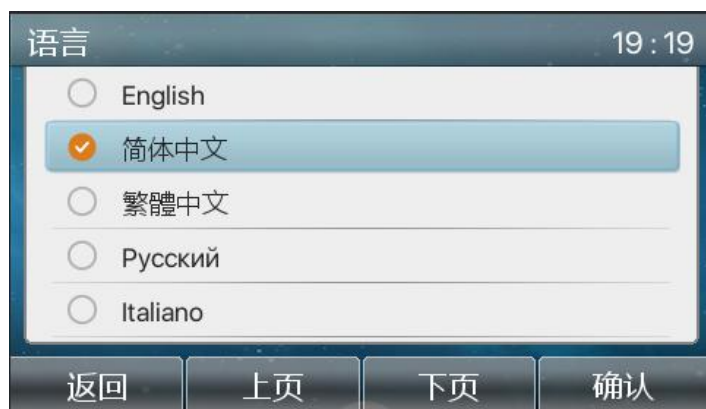 语言 19:19
English
简体中文
繁體中文
Русский
Italiano
返回 上页 下页 确认